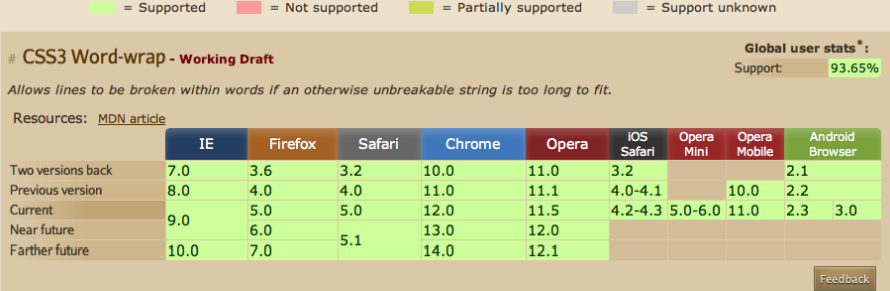 = Supported = Not supported = Partially supported = Support unknown
# CSS3 Word-wrap - Working Draft
Global user stats*:
Support: 93.65%
Allows lines to be broken within words if an otherwise unbreakable string is too long to fit.
Resources: MDN article
IE Firefox Safari Chrome Opera iOS Safari Opera Mini Opera Mobile Android Browser
Two versions back 7.0 3.6 3.2 10.0 11.0 3.2 2.1
Previous version 8.0 4.0 4.0 11.0 11.1 4.0-4.1 10.0 2.2
Current 9.0 5.0 5.0 12.0 11.5 4.2-4.3 5.0-6.0 11.0 2.3 3.0
Near future 6.0 5.1 13.0 12.0
Farther future 10.0 7.0 14.0 12.1
Feedback